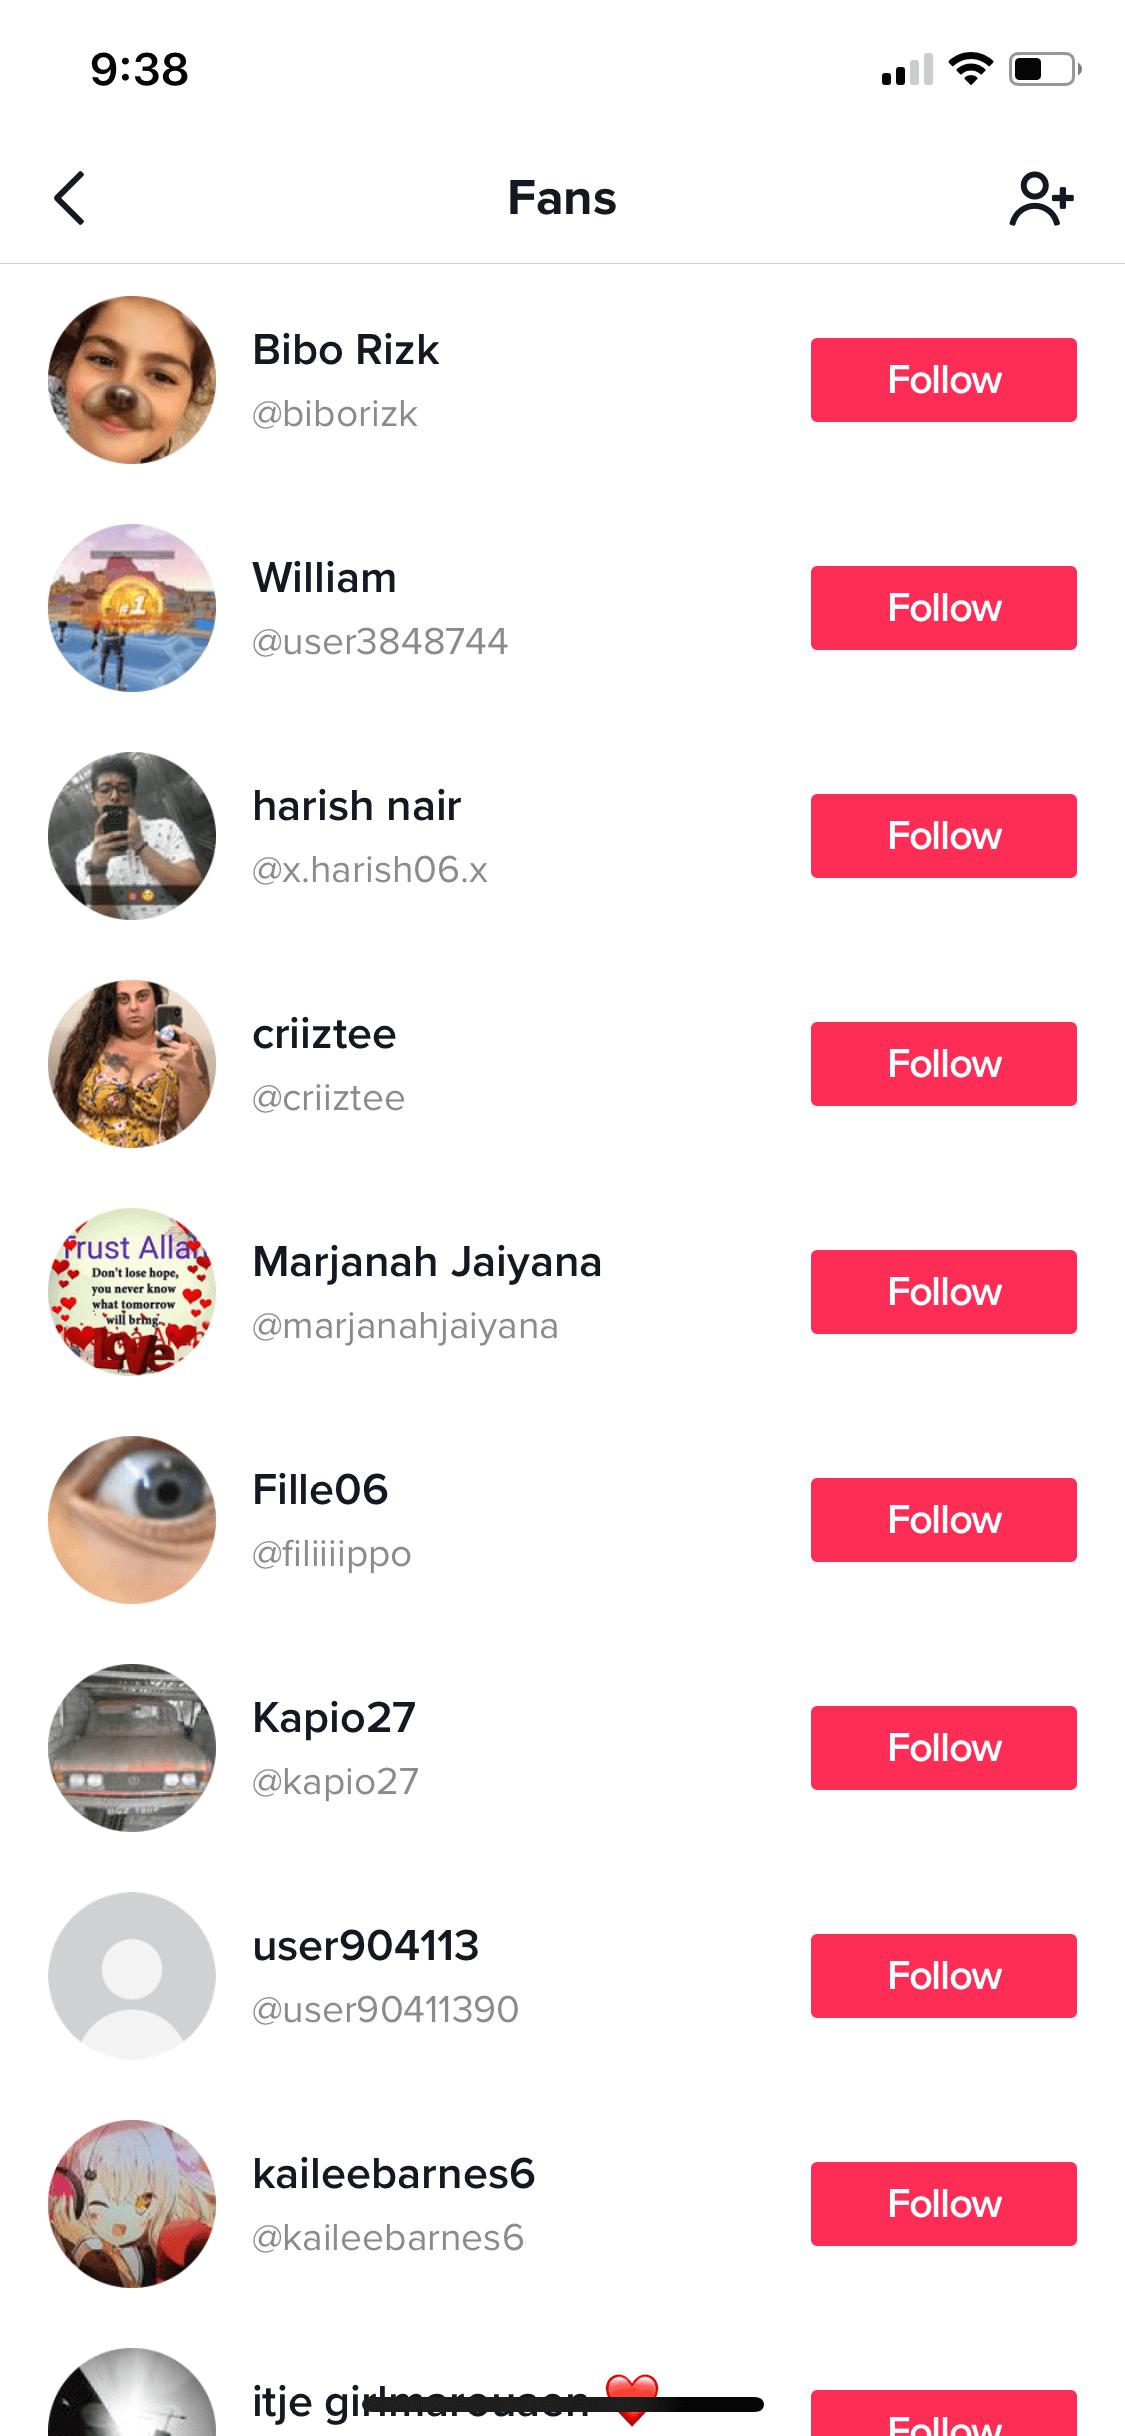 9:38
Fans
Bibo Rizk
@biborizk
Follow
#1
William
@user3848744
Follow
harish nair
@x.harish06.x
Follow
criiztee
@criiztee
Follow
Trust Allah
Don't lose hope,
you never know
what tomorrow
will bring.
Love
Marjanah Jaiyana
@marjanahjaiyana
Follow
Fille06
@filiiiippo
Follow
Kapio27
@kapio27
Follow
user904113
@user90411390
Follow
kaileebarnes6
@kaileebarnes6
Follow
itje ❤️
Follow